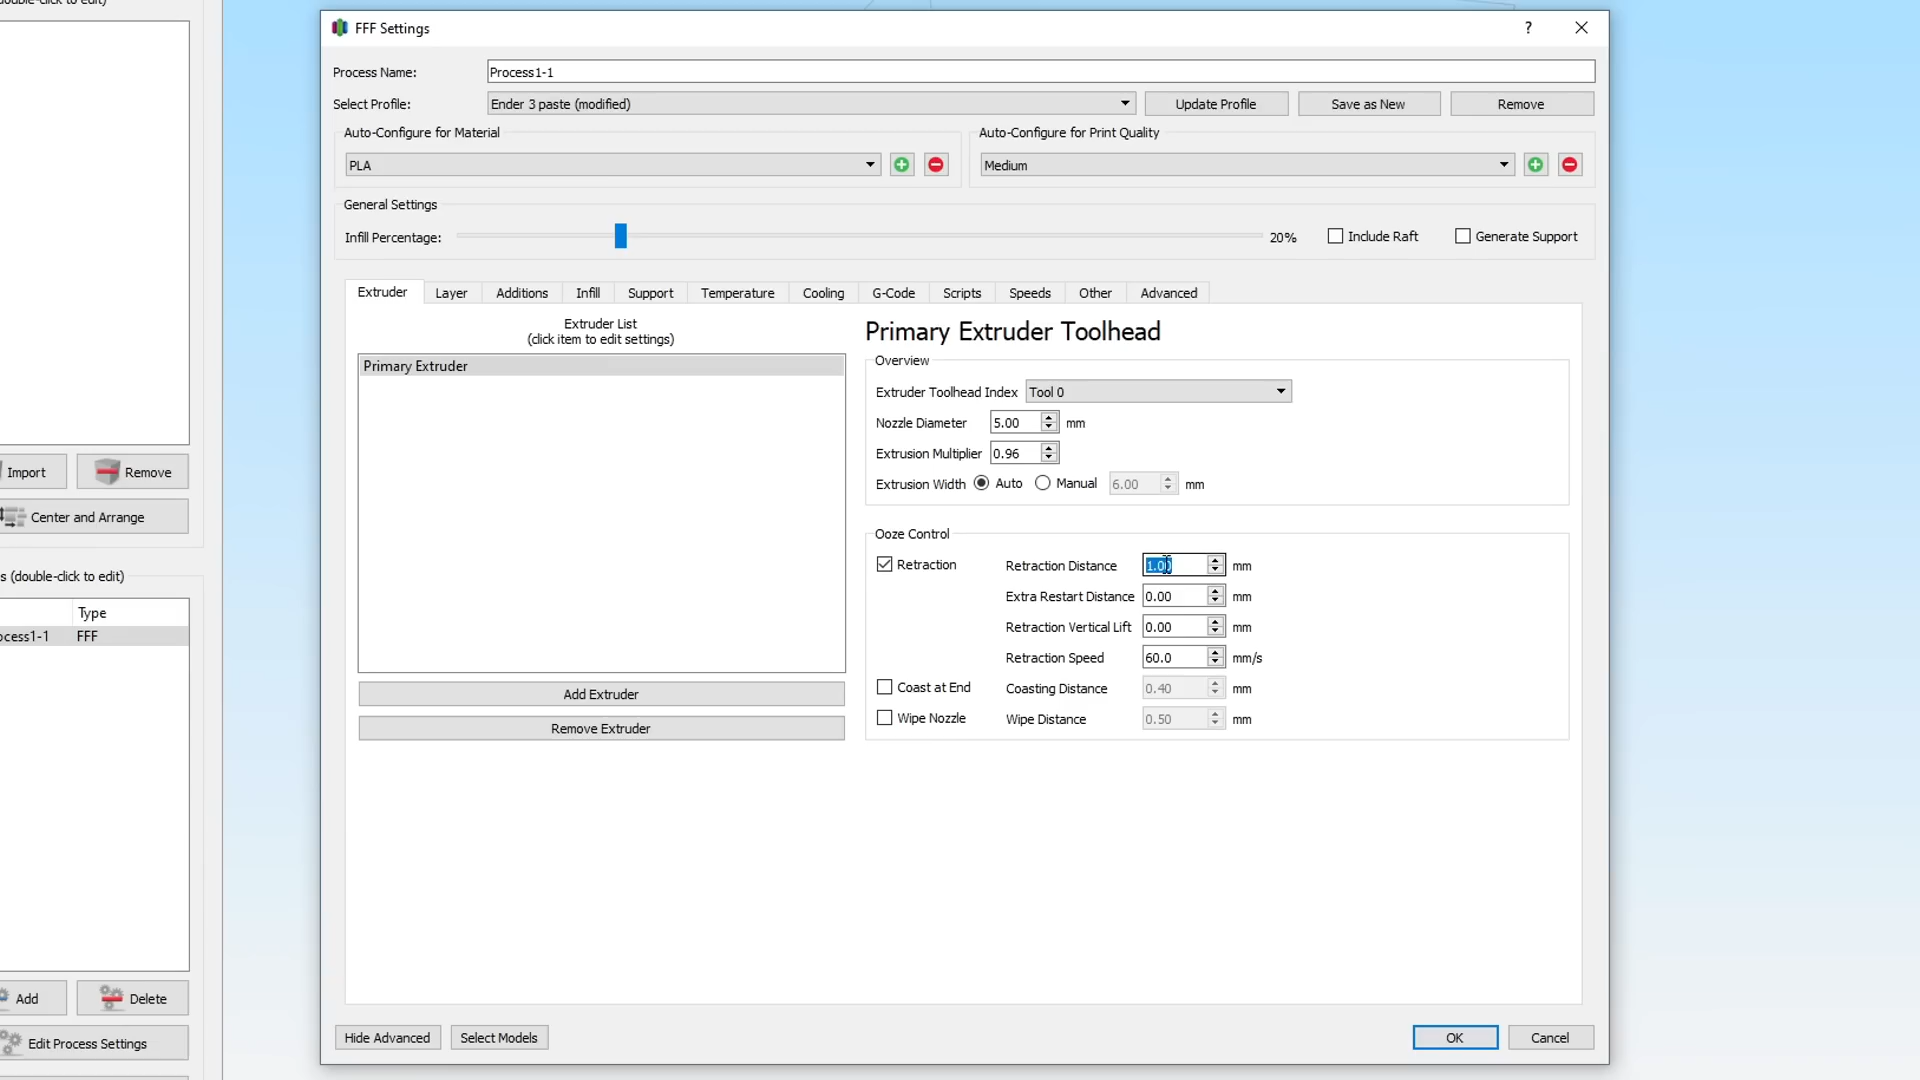 double-click to edit)
FFF Settings
?
Process Name:
Process1-1
Select Profile:
Ender 3 paste (modified)
Update Profile
Save as New
Remove
Auto-Configure for Material
PLA
Auto-Configure for Print Quality
Medium
General Settings
Infill Percentage:
20%
Include Raft
Generate Support
Extruder
Layer
Additions
Infill
Support
Temperature
Cooling
G-Code
Scripts
Speeds
Other
Advanced
Extruder List
(click item to edit settings)
Primary Extruder
Add Extruder
Remove Extruder
Primary Extruder Toolhead
Overview
Extruder Toolhead Index
Tool 0
Nozzle Diameter
5.00
mm
Extrusion Multiplier
0.96
Extrusion Width
Auto
Manual
6.00
mm
Ooze Control
Retraction
Retraction Distance
1.00
mm
Extra Restart Distance
0.00
mm
Retraction Vertical Lift
0.00
mm
Retraction Speed
60.0
mm/s
Coast at End
Coasting Distance
0.40
mm
Wipe Nozzle
Wipe Distance
0.50
mm
Import
Remove
Center and Arrange
s (double-click to edit)
Type
ocess1-1
FFF
Add
Delete
Edit Process Settings
Hide Advanced
Select Models
OK
Cancel